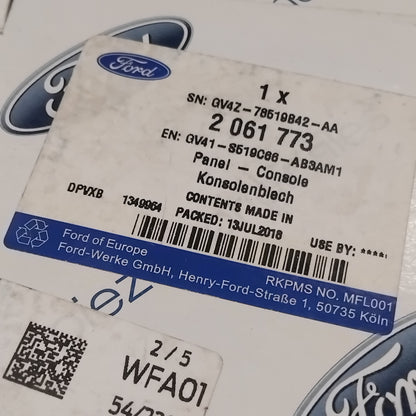 Ford
1 X
SN: GV4Z-78519B42-AA
2 061 773
EN: GV41-S519C66-AB3AM1
Panel - Console
Konsolenblech
DPVXB 1349964 CONTENTS MADE IN
PACKED: 13JUL2016 USE BY: ****
RKPMS NO. MFL001
Ford of Europe
Ford-Werke GmbH, Henry-Ford-Straße 1, 50735 Köln
2/5
WFA01
Ford